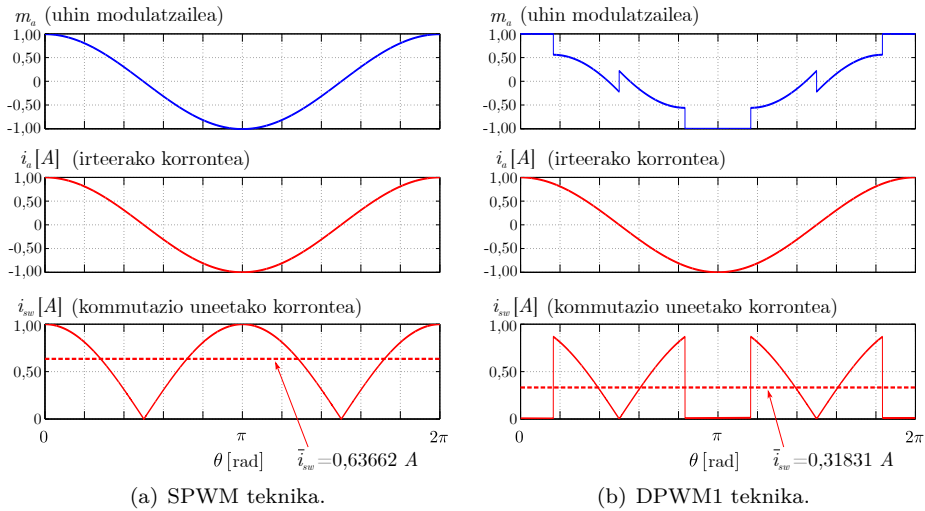 m_a (uhin modulatzailea)
1,00
0,50
0
-0,50
-1,00
i_a [A] (irteerako korrontea)
1,00
0,50
0
-0,50
-1,00
i_sw [A] (kommutazio uneetako korrontea)
1,00
0,50
0
0 π 2π
θ [rad]
i̅_sw=0,63662 A
(a) SPWM teknika.
m_a (uhin modulatzailea)
1,00
0,50
0
-0,50
-1,00
i_a [A] (irteerako korrontea)
1,00
0,50
0
-0,50
-1,00
i_sw [A] (kommutazio uneetako korrontea)
1,00
0,50
0
0 π 2π
θ [rad]
i̅_sw=0,31831 A
(b) DPWM1 teknika.